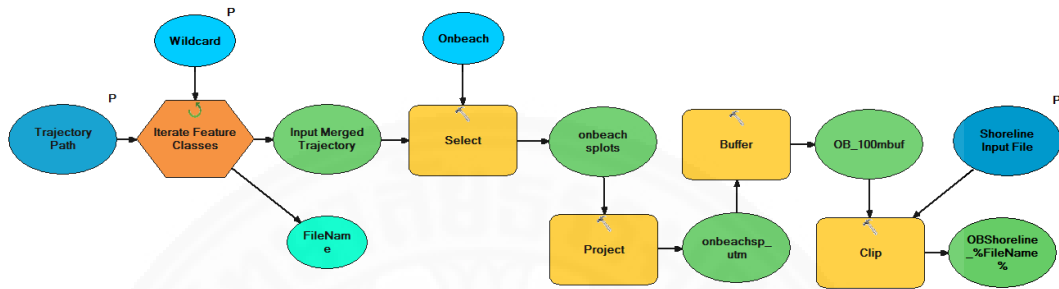 P
Wildcard
Onbeach
P
Trajectory
Path
Iterate Feature
Classes
Input Merged
Trajectory
Select
onbeach
splots
Buffer
OB_100mbuf
P
Shoreline
Input File
FileNam
e
Project
onbeachsp_
utm
Clip
OBShoreline
_%FileName
%